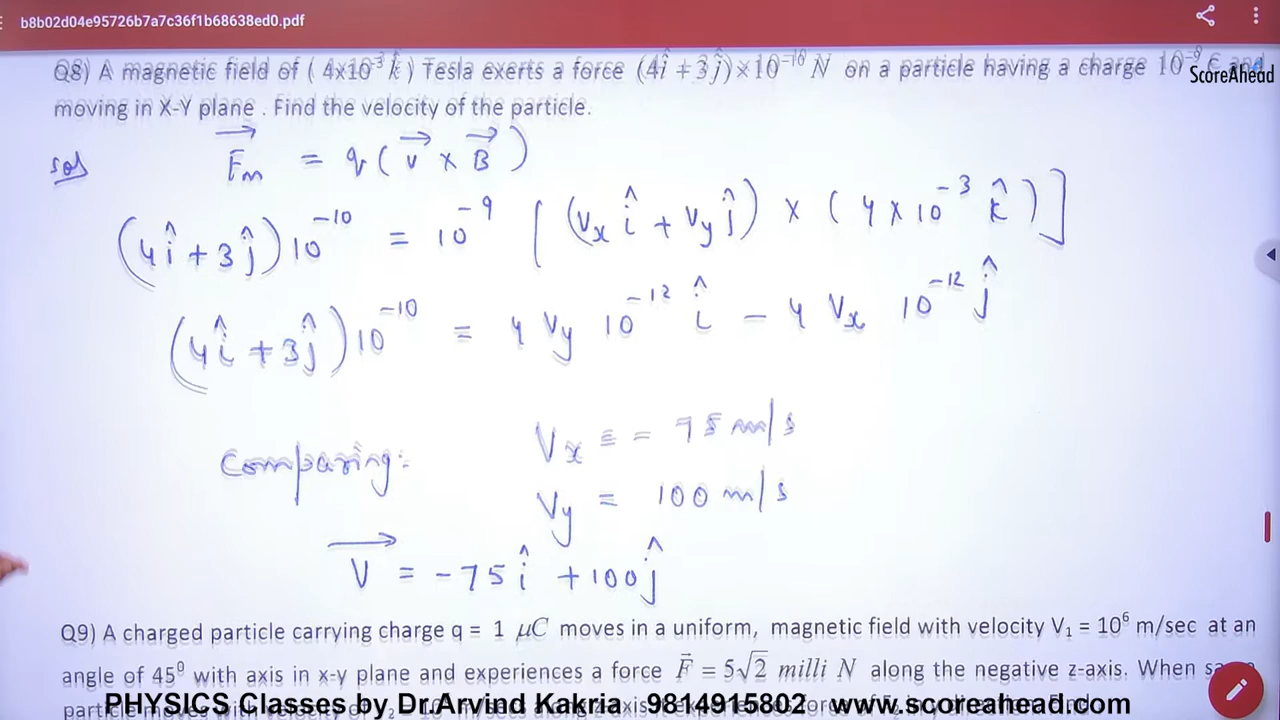 b8b02d04e95726b7a7c36f1b68638ed0.pdf
ScoreAhead
Q8) A magnetic field of ( 4x10⁻³ k̂ ) Tesla exerts a force (4î + 3ĵ) × 10⁻¹⁰ N on a particle having a charge 10⁻⁹ C and
moving in X-Y plane . Find the velocity of the particle.
Sol F⃗m = q ( v⃗ × B⃗ )
(4î + 3ĵ) 10⁻¹⁰ = 10⁻⁹ [ (Vx î + Vy ĵ) × ( 4 × 10⁻³ k̂ ) ]
(4î + 3ĵ) 10⁻¹⁰ = 4 Vy 10⁻¹² î – 4 Vx 10⁻¹² ĵ
Comparing: Vx = = 75 m/s
Vy = 100 m/s
V⃗ = -75 î + 100 ĵ
Q9) A charged particle carrying charge q = 1 μC moves in a uniform, magnetic field with velocity V₁ = 10⁶ m/sec at an
angle of 45⁰ with axis in x-y plane and experiences a force F⃗ = 5√2 milli N along the negative z-axis. When
PHYSICS Classes by Dr.Arvind Kakria 9814915802 www.scoreahead.com